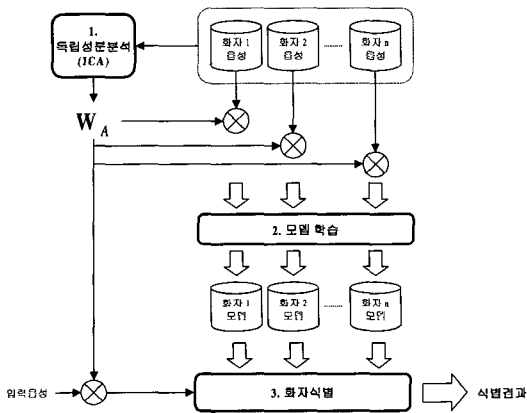 1.
독립성분분석
(ICA)
화자 1
음성
화자 2
음성
화자 n
음성
W_A
2. 모델 학습
화자 1
모델
화자 2
모델
화자 n
모델
입력음성
3. 화자식별
식별결과